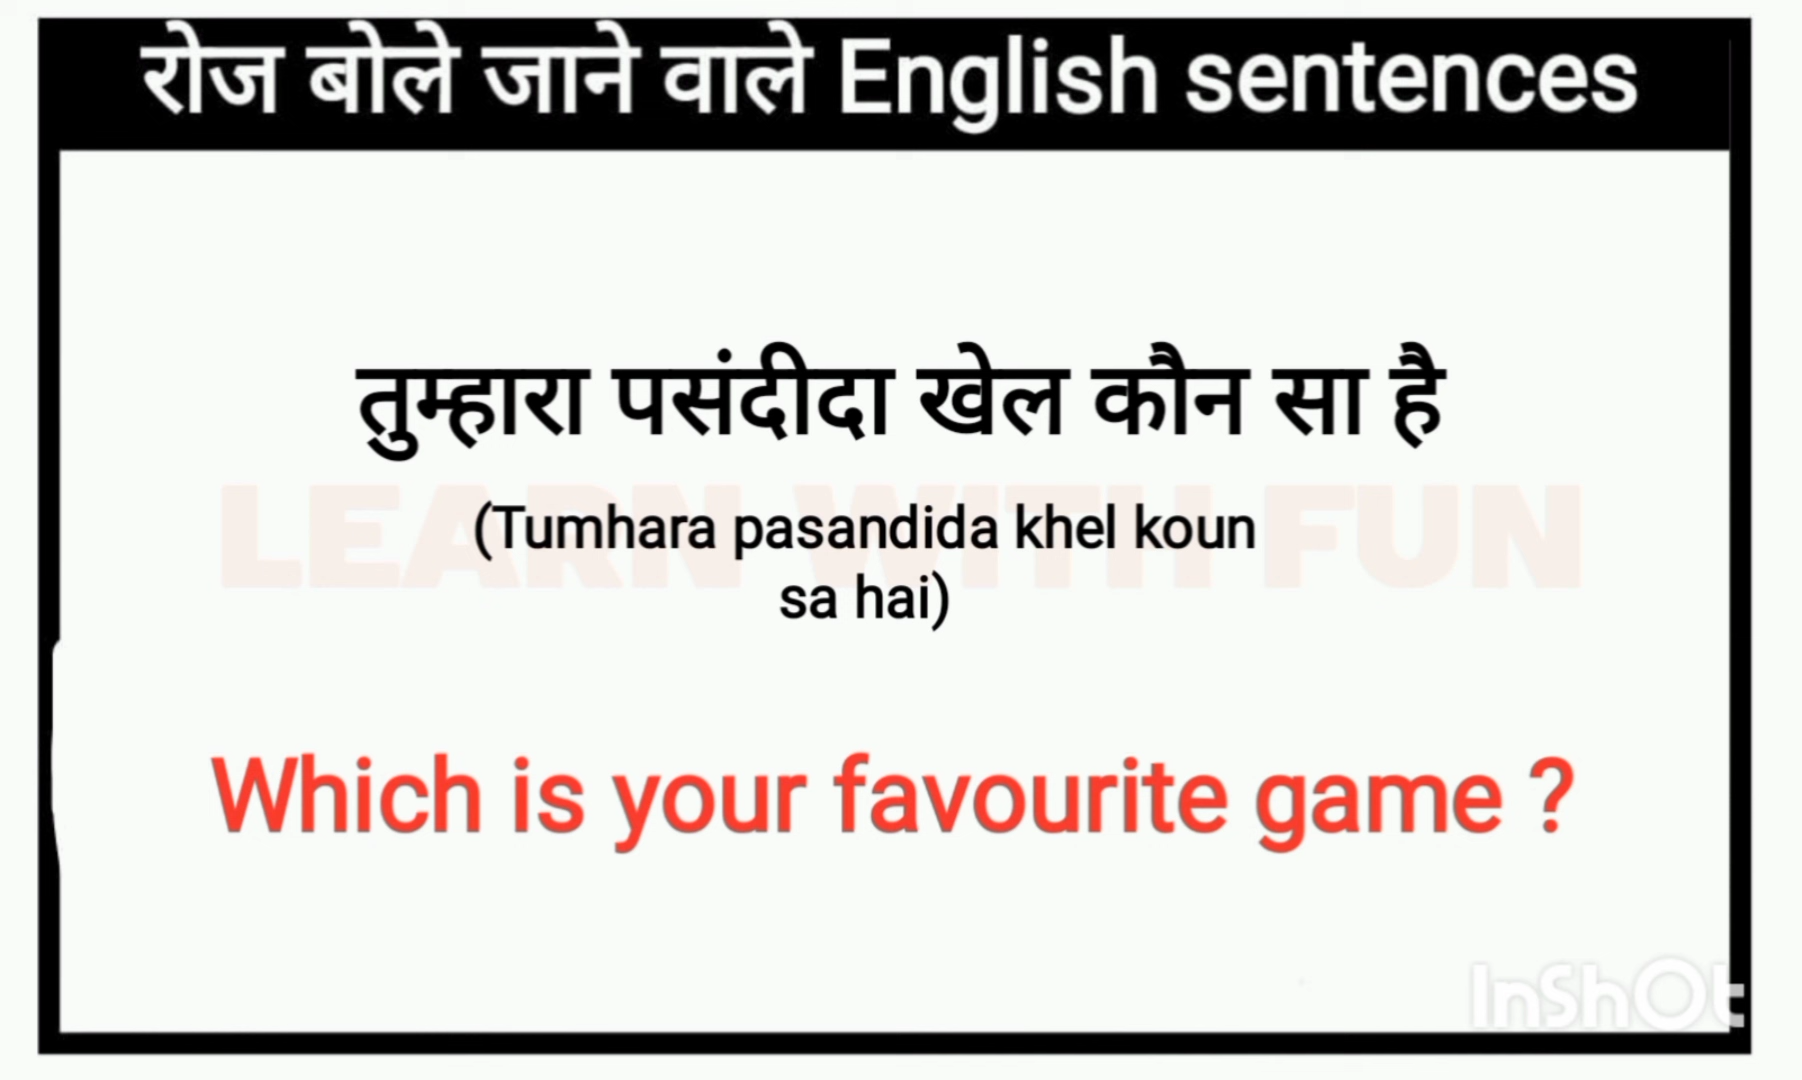 रोज बोले जाने वाले English sentences
तुम्हारा पसंदीदा खेल कौन सा है
LEARN WITH FUN
(Tumhara pasandida khel koun
sa hai)
Which is your favourite game ?
InShOt